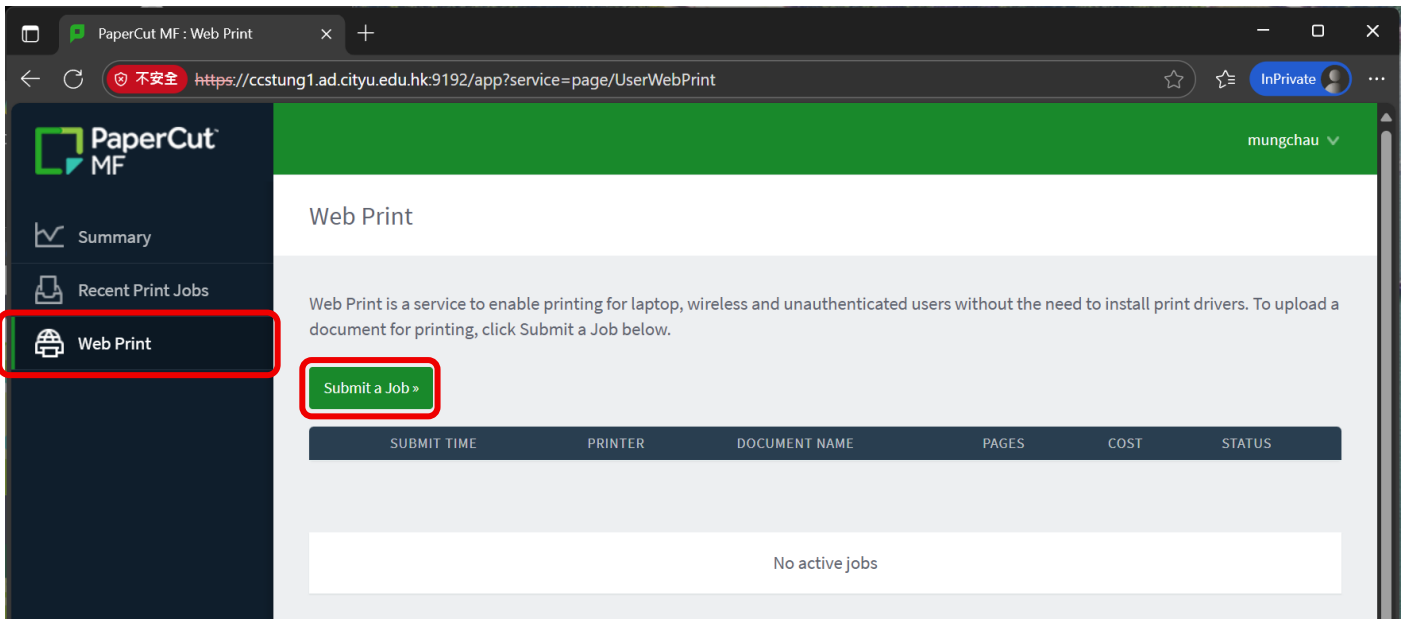 PaperCut MF : Web Print
不安全 https://ccstung1.ad.cityu.edu.hk:9192/app?service=page/UserWebPrint
InPrivate
PaperCut
MF
mungchau
Summary
Recent Print Jobs
Web Print
Web Print
Web Print is a service to enable printing for laptop, wireless and unauthenticated users without the need to install print drivers. To upload a
document for printing, click Submit a Job below.
Submit a Job »
SUBMIT TIME PRINTER DOCUMENT NAME PAGES COST STATUS
No active jobs